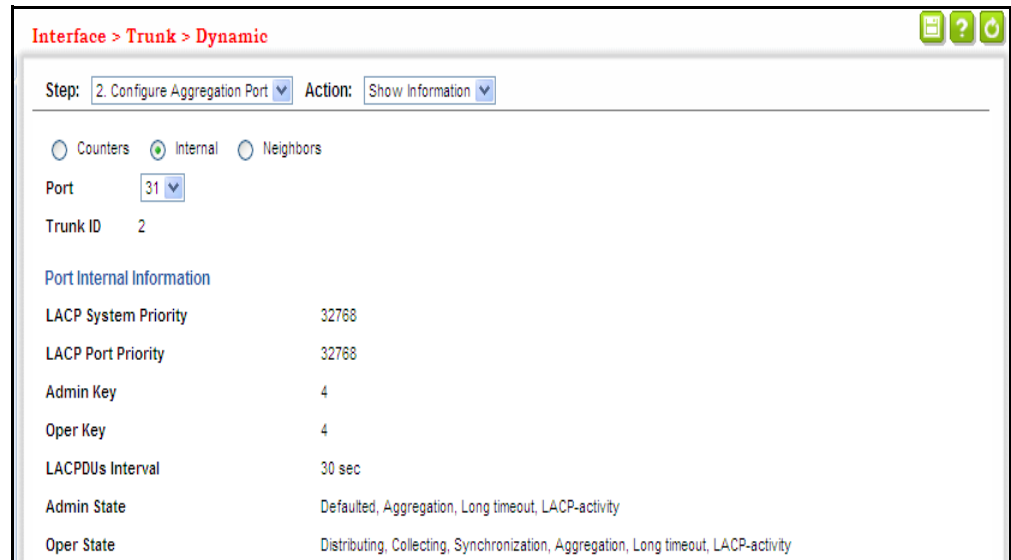 Interface > Trunk > Dynamic
?
Step: 2. Configure Aggregation Port Action: Show Information
Counters Internal Neighbors
Port 31
Trunk ID 2
Port Internal Information
LACP System Priority 32768
LACP Port Priority 32768
Admin Key 4
Oper Key 4
LACPDUs Interval 30 sec
Admin State Defaulted, Aggregation, Long timeout, LACP-activity
Oper State Distributing, Collecting, Synchronization, Aggregation, Long timeout, LACP-activity